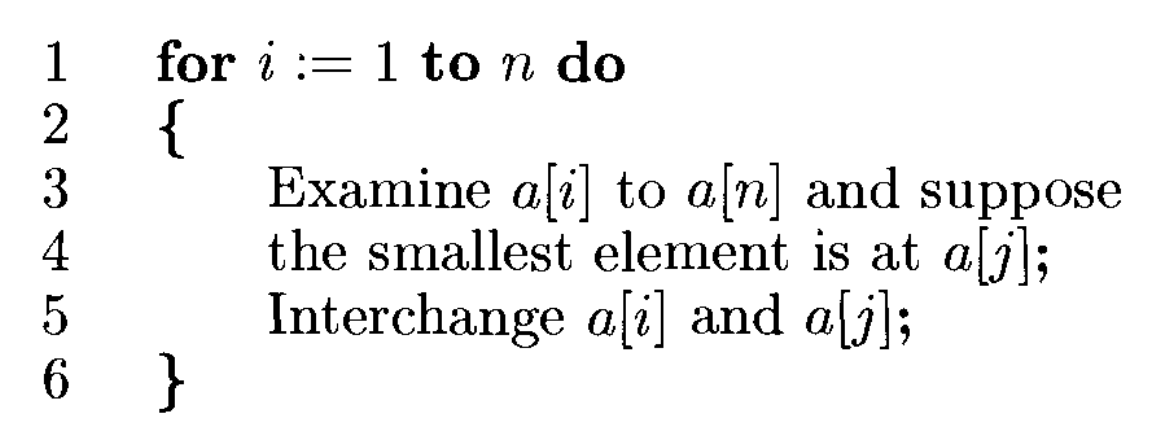 1 for i := 1 to n do
2 {
3 Examine a[i] to a[n] and suppose
4 the smallest element is at a[j];
5 Interchange a[i] and a[j];
6 }